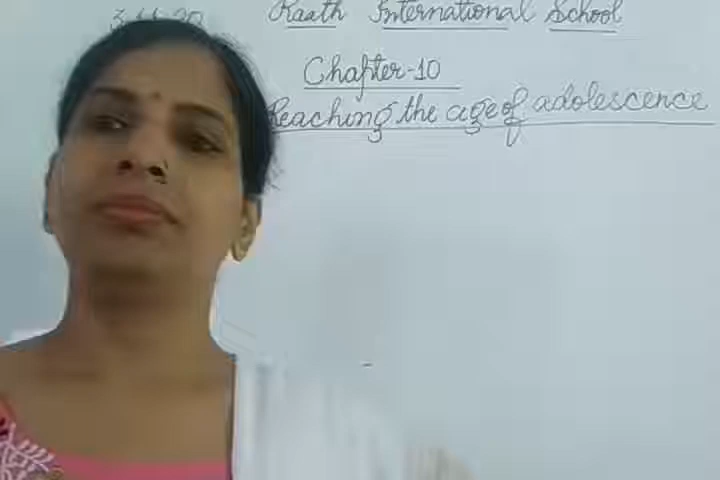 Raath International School
Chapter-10
Reaching the age of adolescence